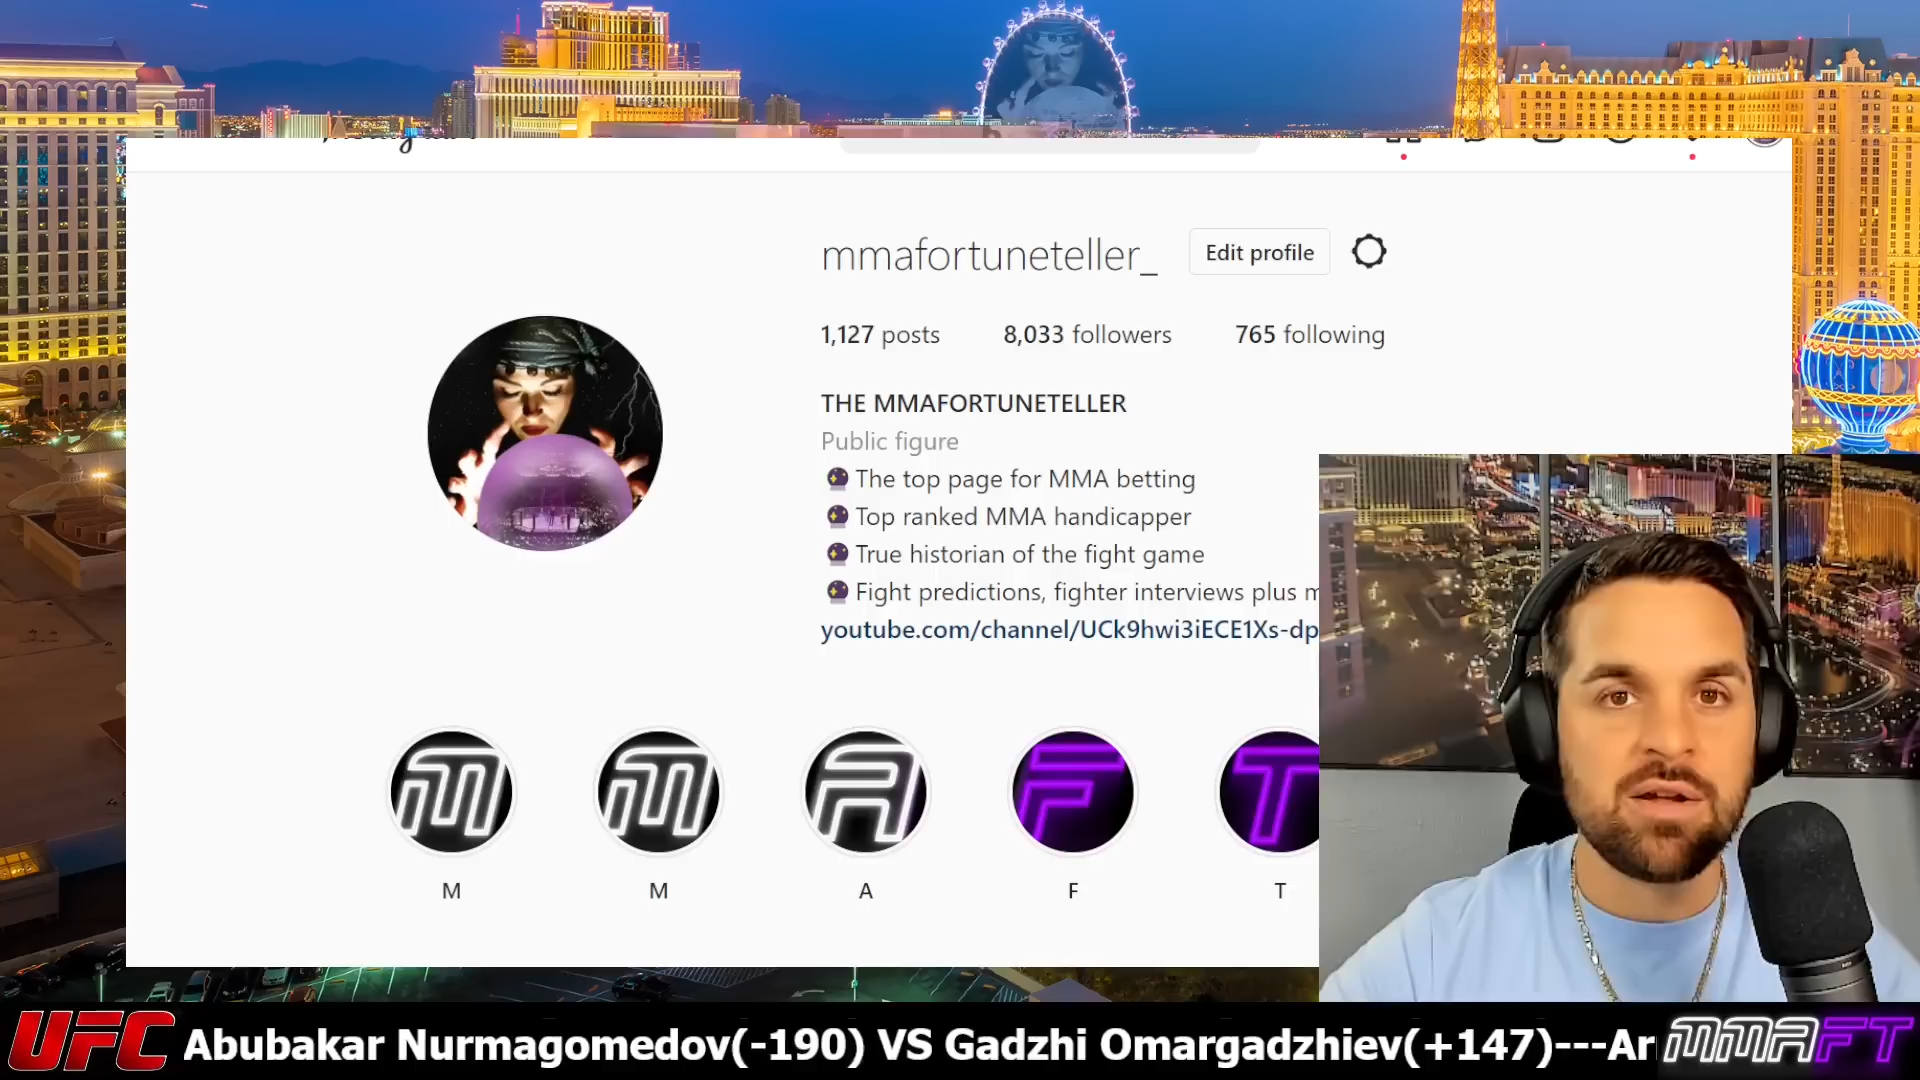 mmafortuneteller_ Edit profile
1,127 posts 8,033 followers 765 following
THE MMAFORTUNETELLER
Public figure
The top page for MMA betting
Top ranked MMA handicapper
True historian of the fight game
Fight predictions, fighter interviews plus m
youtube.com/channel/UCk9hwi3iECE1Xs-dp
M M A F T
M M A F T
UFC Abubakar Nurmagomedov(-190) VS Gadzhi Omargadzhiev(+147)---Ar MMAFT